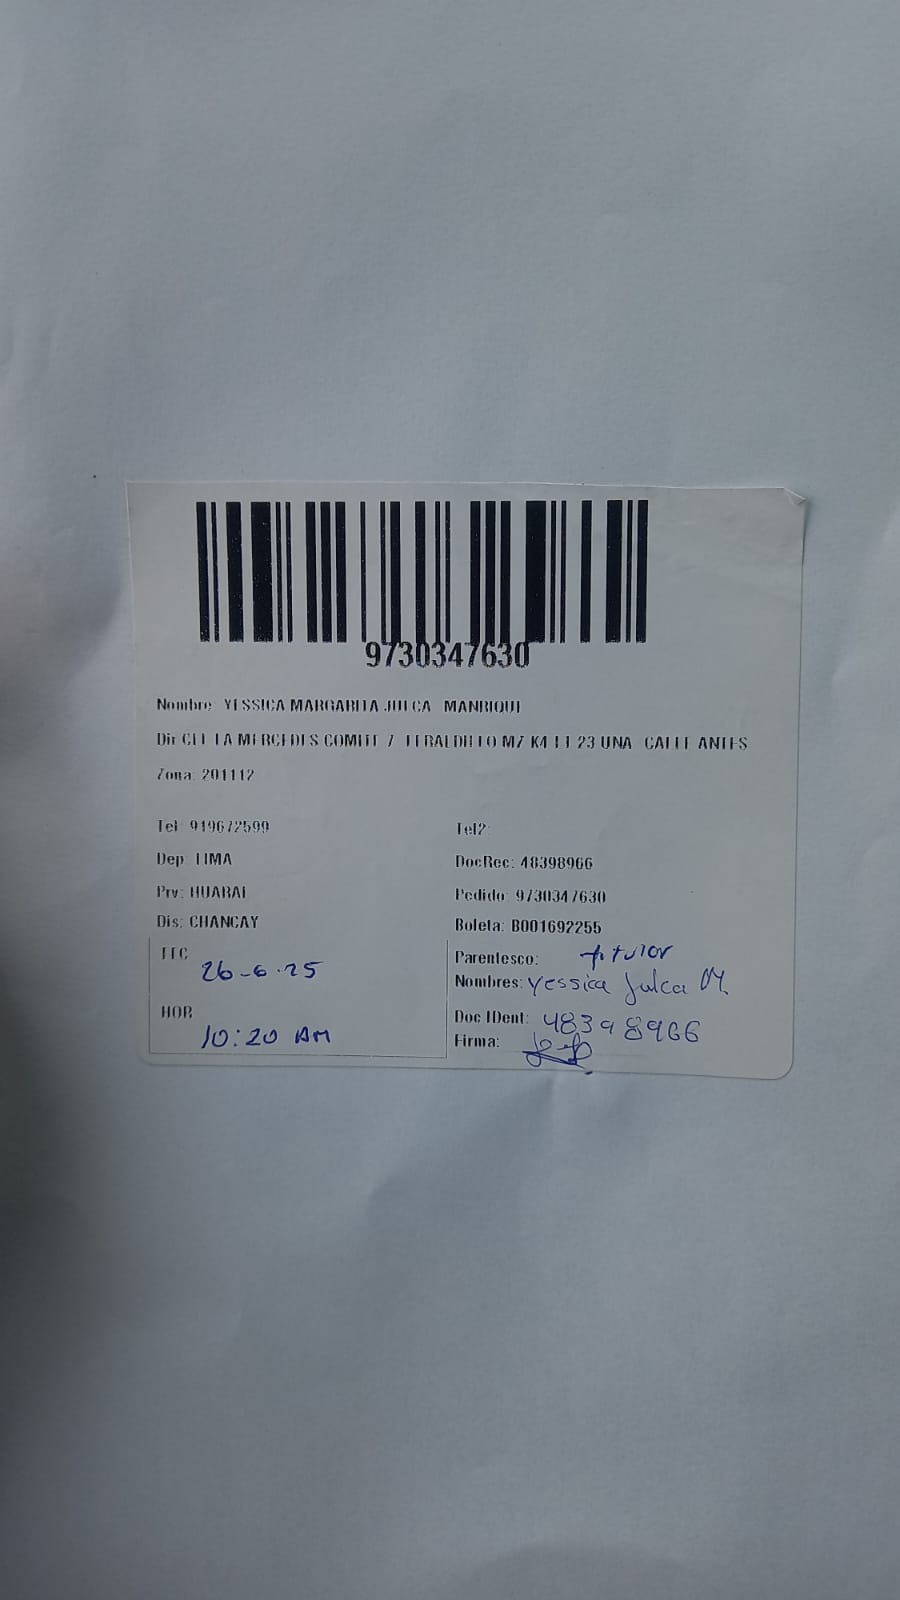 9730347630
Nombre: YESSICA MARGARITA JULCA MANRIQUE
Dir CLL LA MERCEDES COMITE 7 MZ K4 LT 23 UNA CALLE ANTES
Zona: 201112
Tel: 919672599 Tel2:
Dep: LIMA DocRec: 48398966
Prv: HUARAL Pedido: 9730347630
Dis: CHANCAY Boleta: B001692255
FEC Parentesco: titular
26-6-25 Nombres: Yessica Julca M.
HOR Doc IDent: 48398966
10:20 AM Firma: